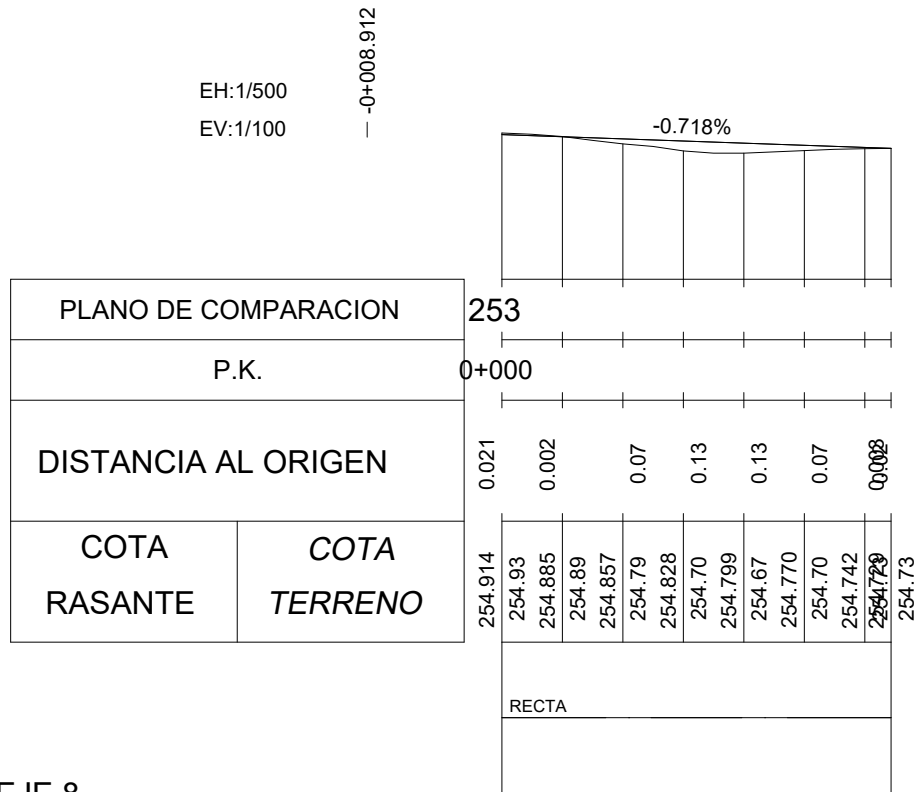 -0+008.912
EH:1/500
EV:1/100
-0.718%
PLANO DE COMPARACION
253
P.K.
0+000
DISTANCIA AL ORIGEN
0.021
0.002
0.07
0.13
0.13
0.07
COTA
RASANTE
COTA
TERRENO
254.914
254.93
254.885
254.89
254.857
254.79
254.828
254.70
254.799
254.67
254.770
254.70
254.742
254.73
RECTA